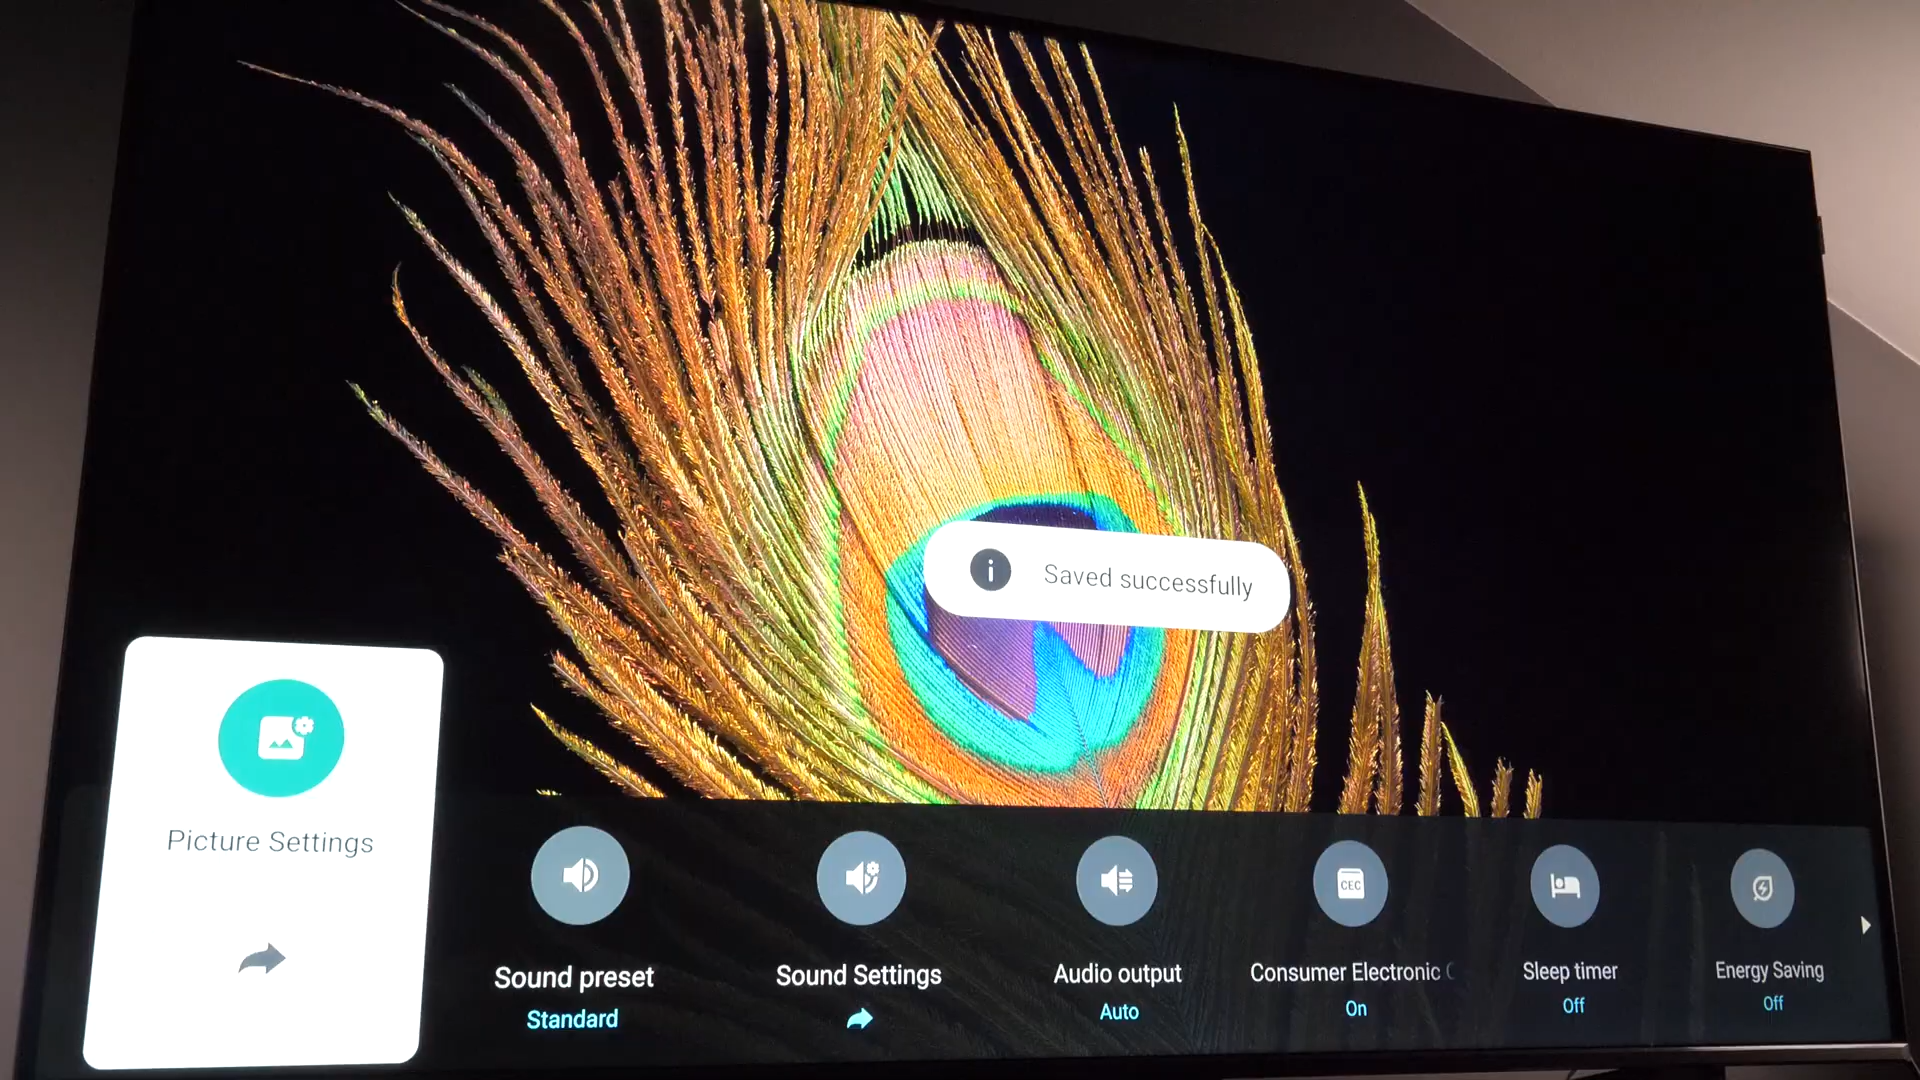 Saved successfully
Picture Settings
Sound preset
Standard
Sound Settings
Audio output
Auto
CEC
Consumer Electronic
On
Sleep timer
Off
Energy Saving
Off